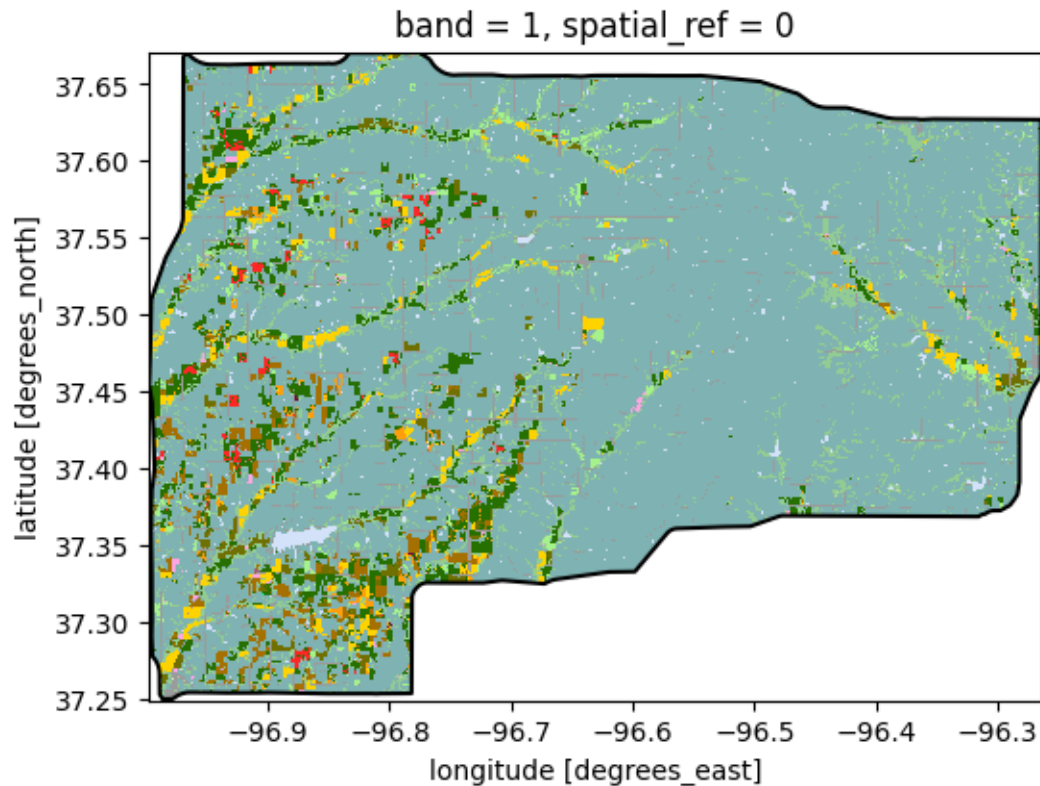 band = 1, spatial_ref = 0
latitude [degrees_north]
37.65
37.60
37.55
37.50
37.45
37.40
37.35
37.30
37.25
−96.9 −96.8 −96.7 −96.6 −96.5 −96.4 −96.3
longitude [degrees_east]